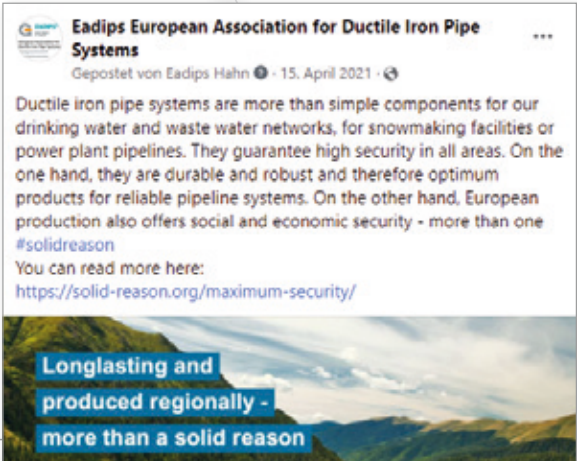 Eadips European Association for Ductile Iron Pipe
Systems
Gepostet von Eadips Hahn · 15. April 2021 ·
Ductile iron pipe systems are more than simple components for our
drinking water and waste water networks, for snowmaking facilities or
power plant pipelines. They guarantee high security in all areas. On the
one hand, they are durable and robust and therefore optimum
products for reliable pipeline systems. On the other hand, European
production also offers social and economic security - more than one
#solidreason
You can read more here:
https://solid-reason.org/maximum-security/
Longlasting and
produced regionally -
more than a solid reason